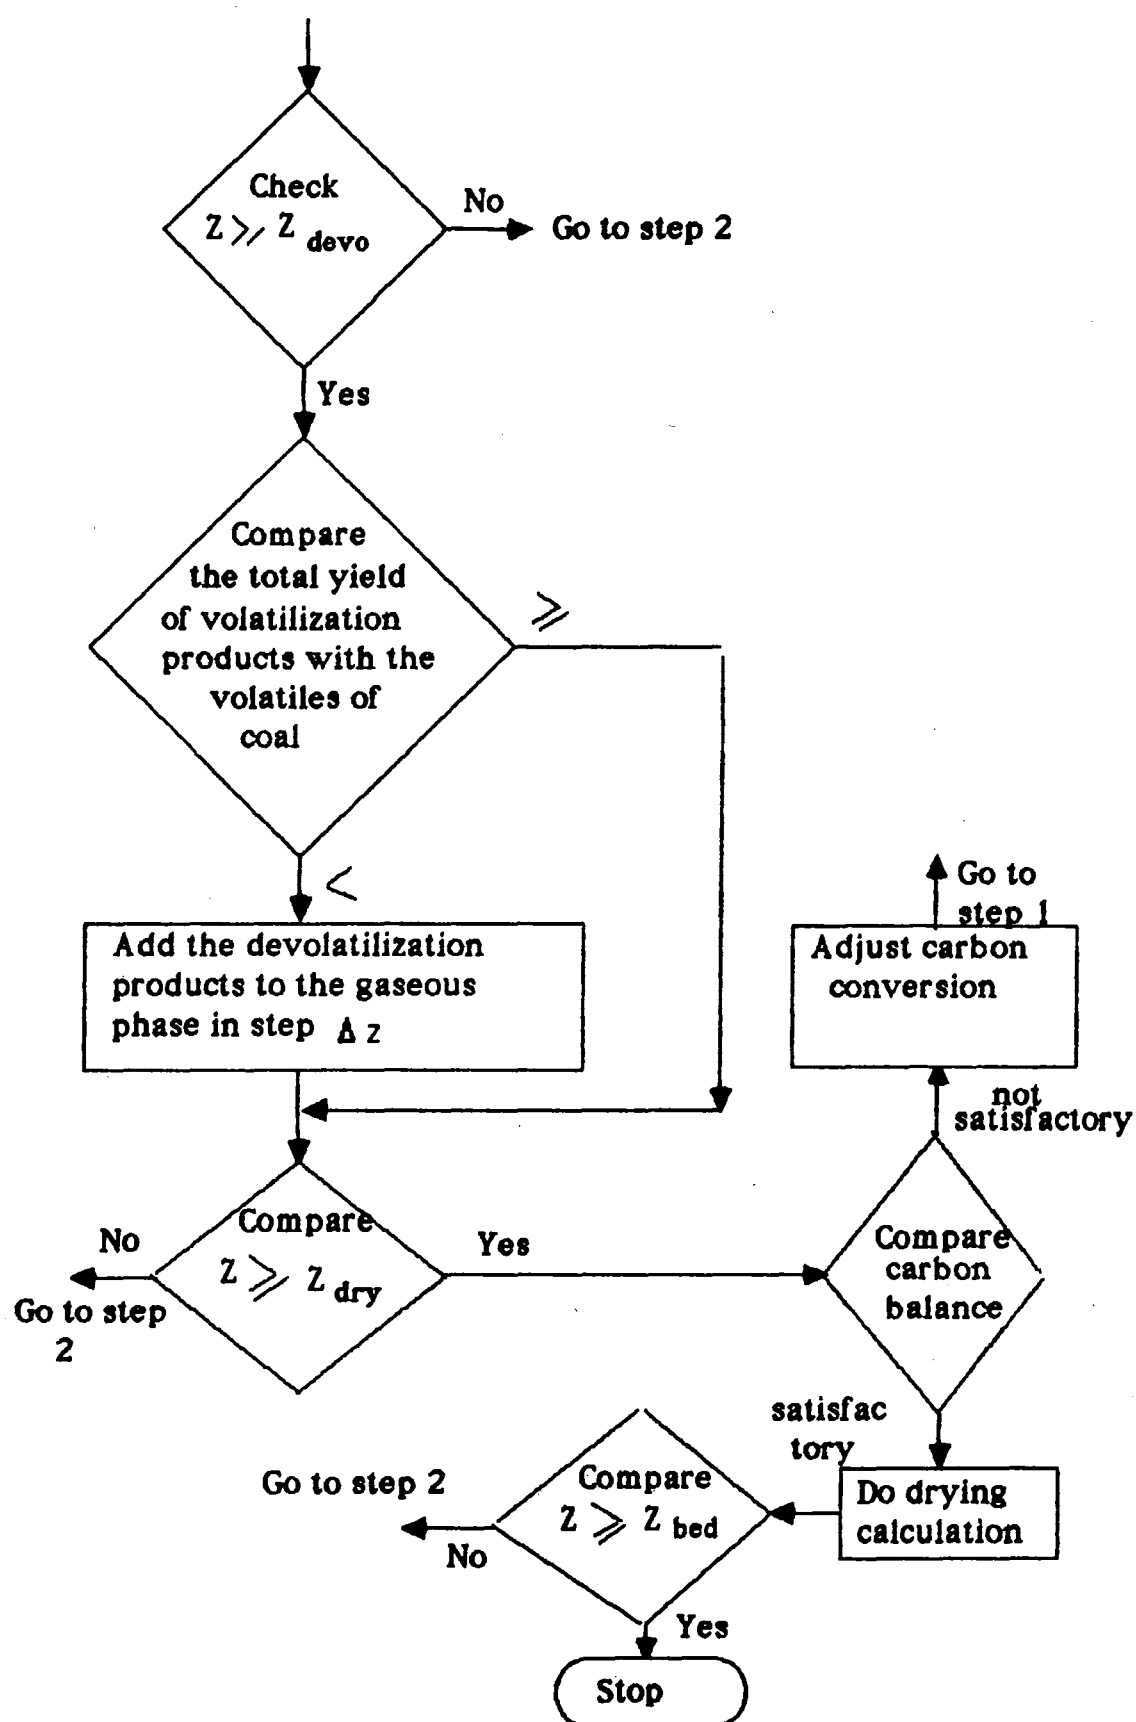 Check
Z ⩾ Z devo
No
Go to step 2
Yes
Compare
the total yield
of volatilization
products with the
volatiles of
coal
⩾
<
Add the devolatilization
products to the gaseous
phase in step Δ z
Go to
step 1
Adjust carbon
conversion
not
satisfactory
Compare
Z ⩾ Z dry
No
Go to step
2
Yes
Compare
carbon
balance
satisfac
tory
Do drying
calculation
Compare
Z ⩾ Z bed
Go to step 2
No
Yes
Stop